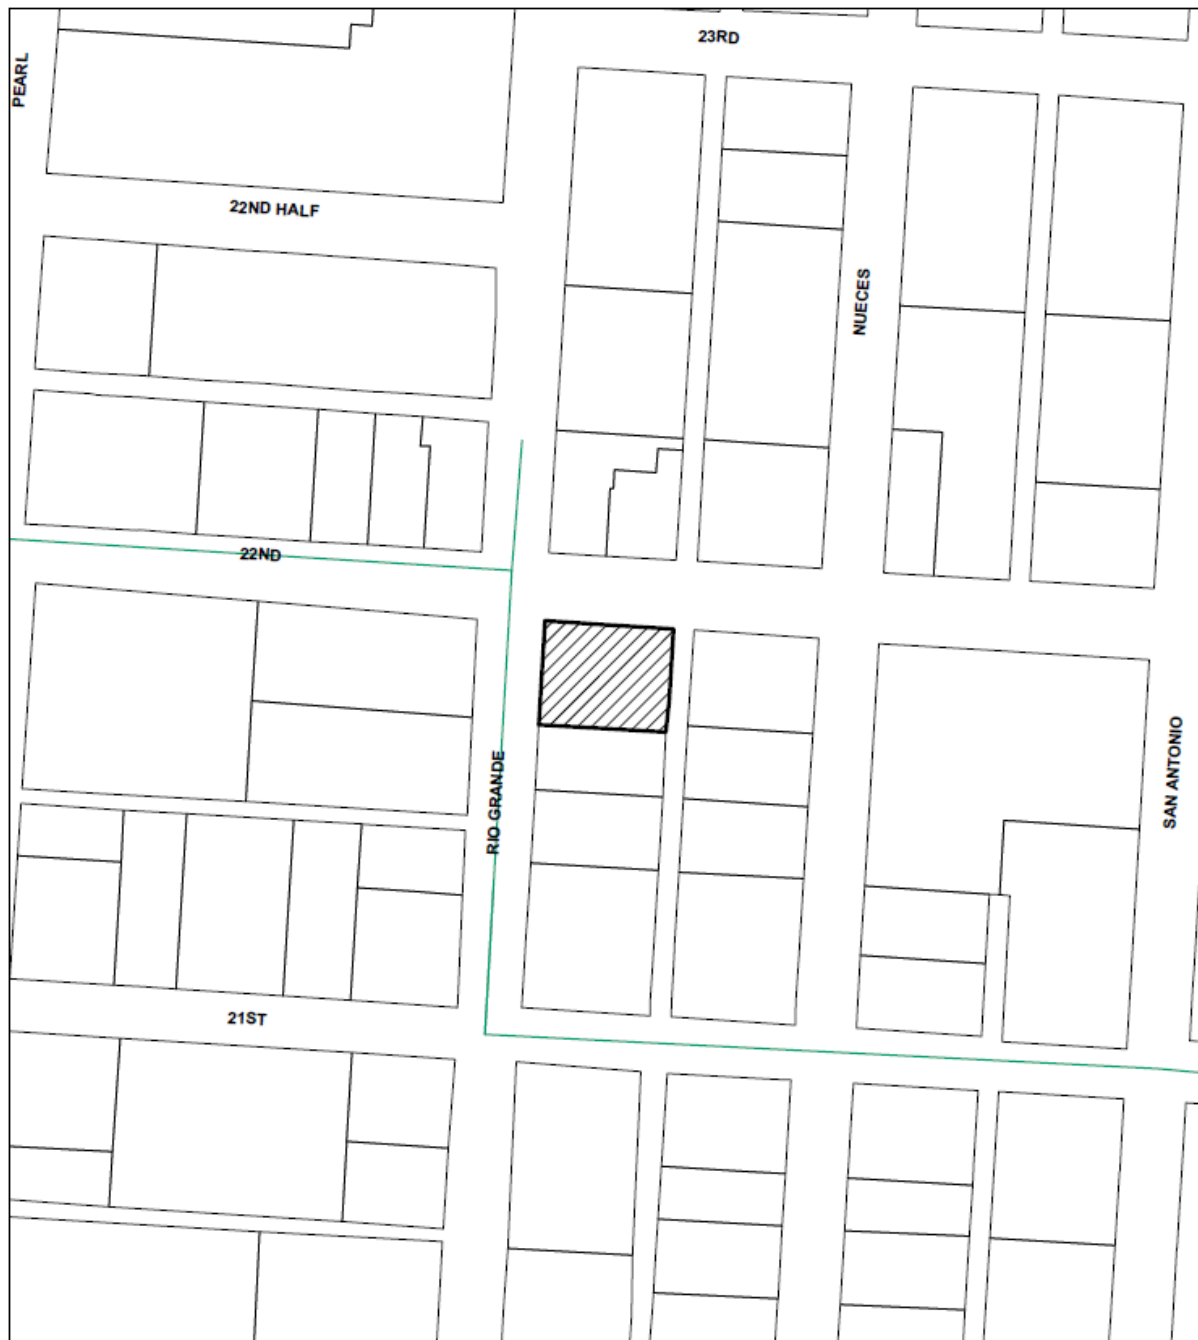 23RD
PEARL
22ND HALF
NUECES
22ND
SAN ANTONIO
RIO GRANDE
21ST